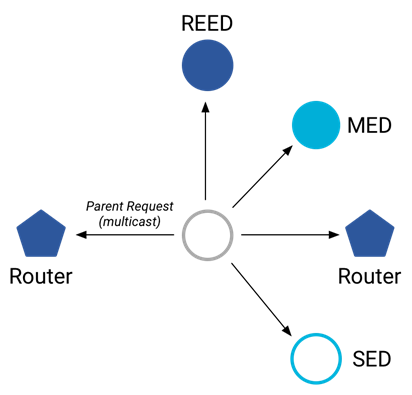 REED
MED
Parent Request
(multicast)
Router
Router
SED